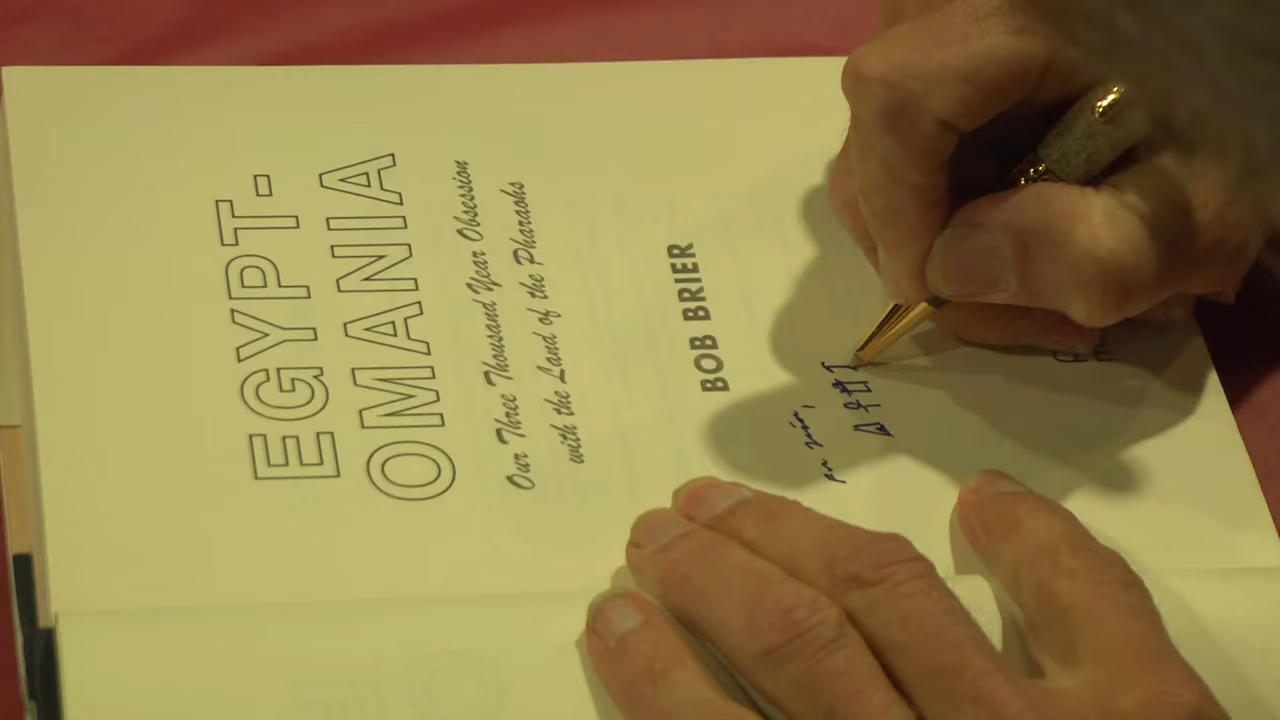 EGYPT-
OMANIA
Our Three Thousand Year Obsession
with the Land of the Pharaohs
BOB BRIER